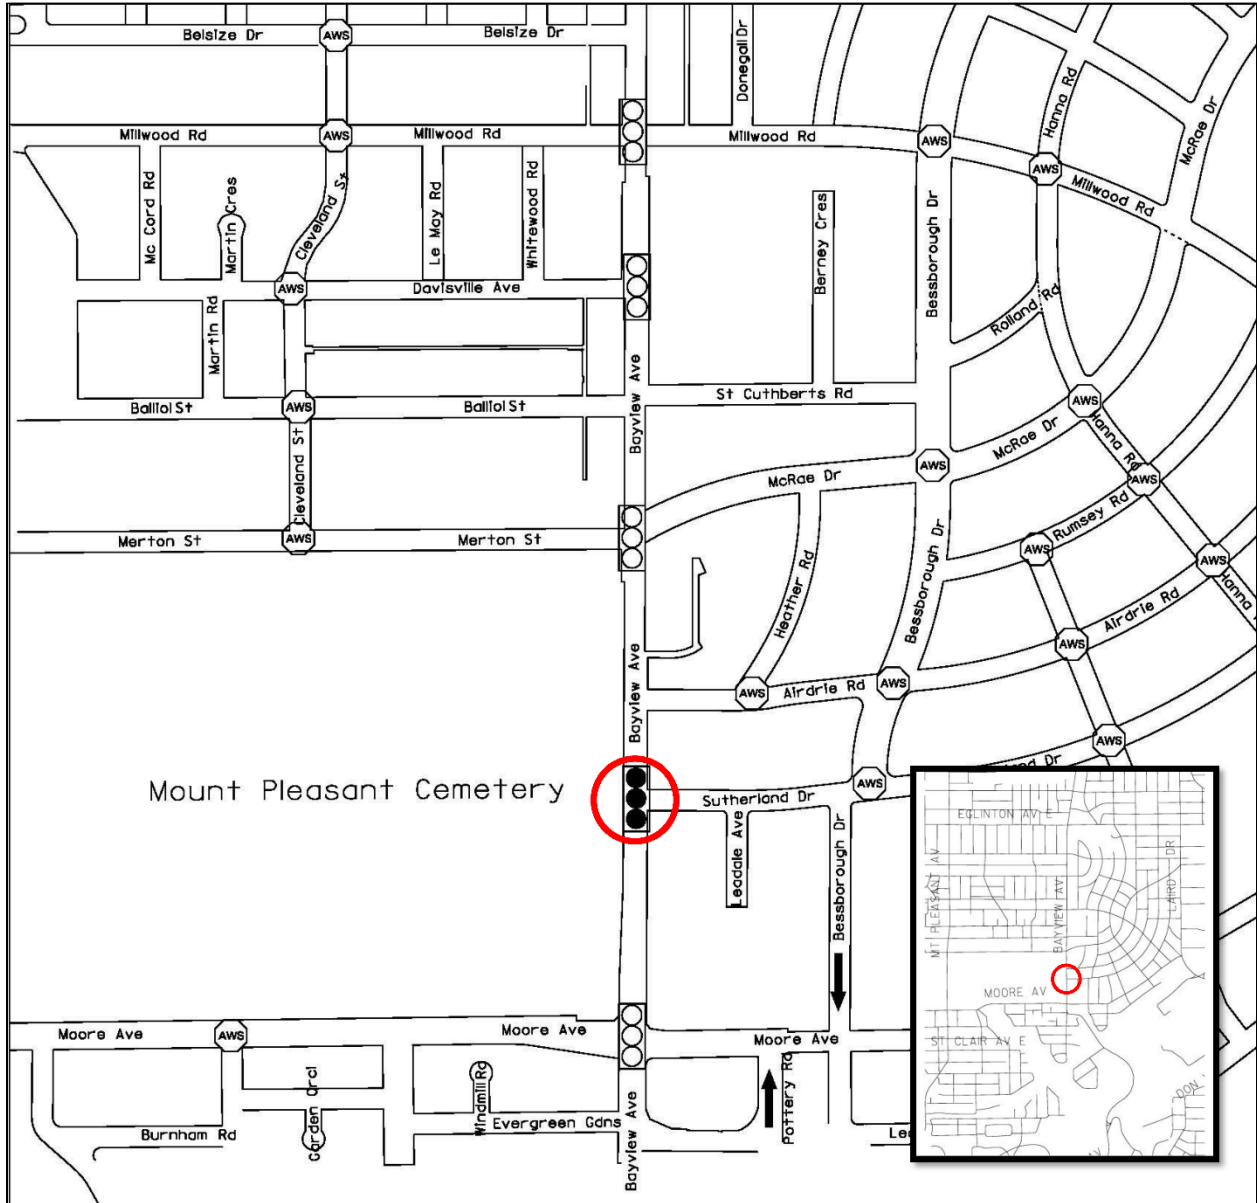 Belsize Dr
AWS
Belsize Dr
Donegall Dr
Hanna Rd
McRae Dr
Millwood Rd
AWS
Millwood Rd
Millwood Rd
AWS
AWS
Millwood Rd
Mc Cord Rd
Martin Cres
Cleveland St
Le May Rd
Whitewood Rd
Berney Cres
Bessborough Dr
AWS
Davisville Ave
Rolland Rd
Martin Rd
Bayview Ave
Balliol St
AWS
Balliol St
St Cuthberts Rd
AWS
Hanna Rd
McRae Dr
McRae Dr
AWS
AWS
Cleveland St
Rumsey Rd
Merton St
AWS
Merton St
AWS
AWS
Hanna
Heather Rd
Bessborough Dr
Airdrie Rd
AWS
Bayview Ave
AWS
Airdrie Rd
AWS
AWS
Mount Pleasant Cemetery
Sutherland Dr
AWS
Dr
Leadale Ave
Bessborough Dr
EGLINTON AV E
MT PLEASANT AV
BAYVIEW AV
LAIRD DR
MOORE AV
ST CLAIR AV E
DON
AV
Moore Ave
AWS
Moore Ave
Moore Ave
Garden Crcl
Windmill Rd
Pottery Rd
Burnham Rd
Evergreen Gdns
Bayview Ave